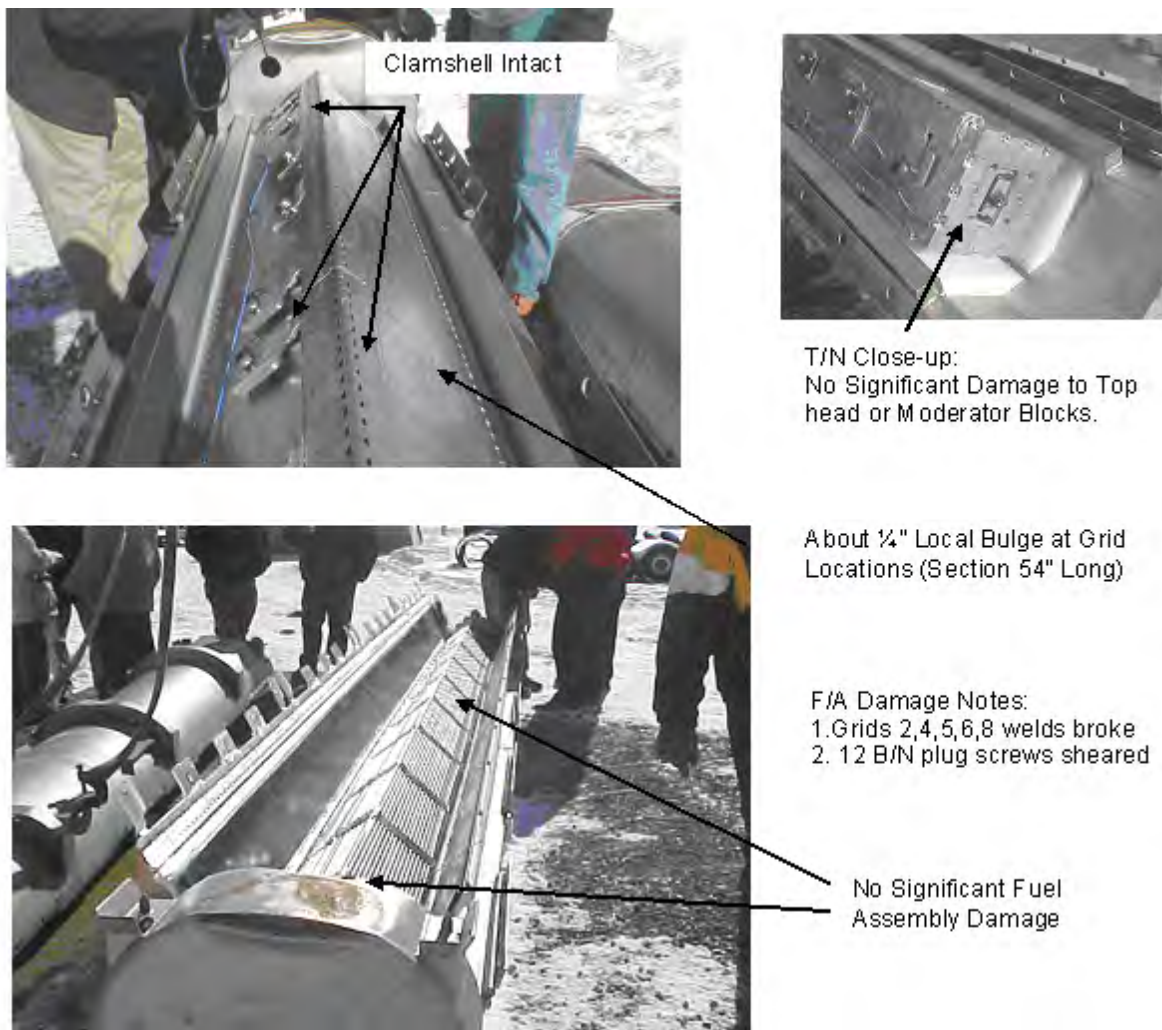 Clamshell Intact
T/N Close-up:
No Significant Damage to Top
head or Moderator Blocks.
About ¼" Local Bulge at Grid
Locations (Section 54" Long)
F/A Damage Notes:
1.Grids 2,4,5,6,8 welds broke
2. 12 B/N plug screws sheared
No Significant Fuel
Assembly Damage